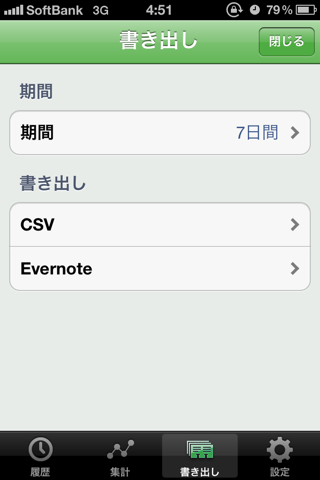 SoftBank 3G 4:51 79%
書き出し
閉じる
期間
期間 7日間
書き出し
CSV
Evernote
履歴 集計 書き出し 設定